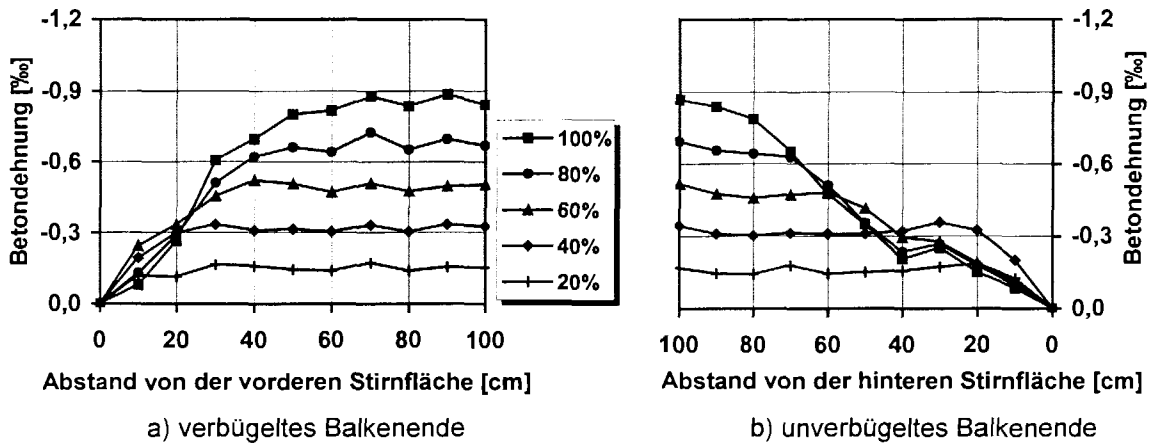 -1,2
-0,9
-0,6
-0,3
0,0
Betondehnung [‰]
0 20 40 60 80 100
Abstand von der vorderen Stirnfläche [cm]
a) verbügeltes Balkenende
100%
80%
60%
40%
20%
-1,2
-0,9
-0,6
-0,3
0,0
Betondehnung [‰]
100 80 60 40 20 0
Abstand von der hinteren Stirnfläche [cm]
b) unverbügeltes Balkenende